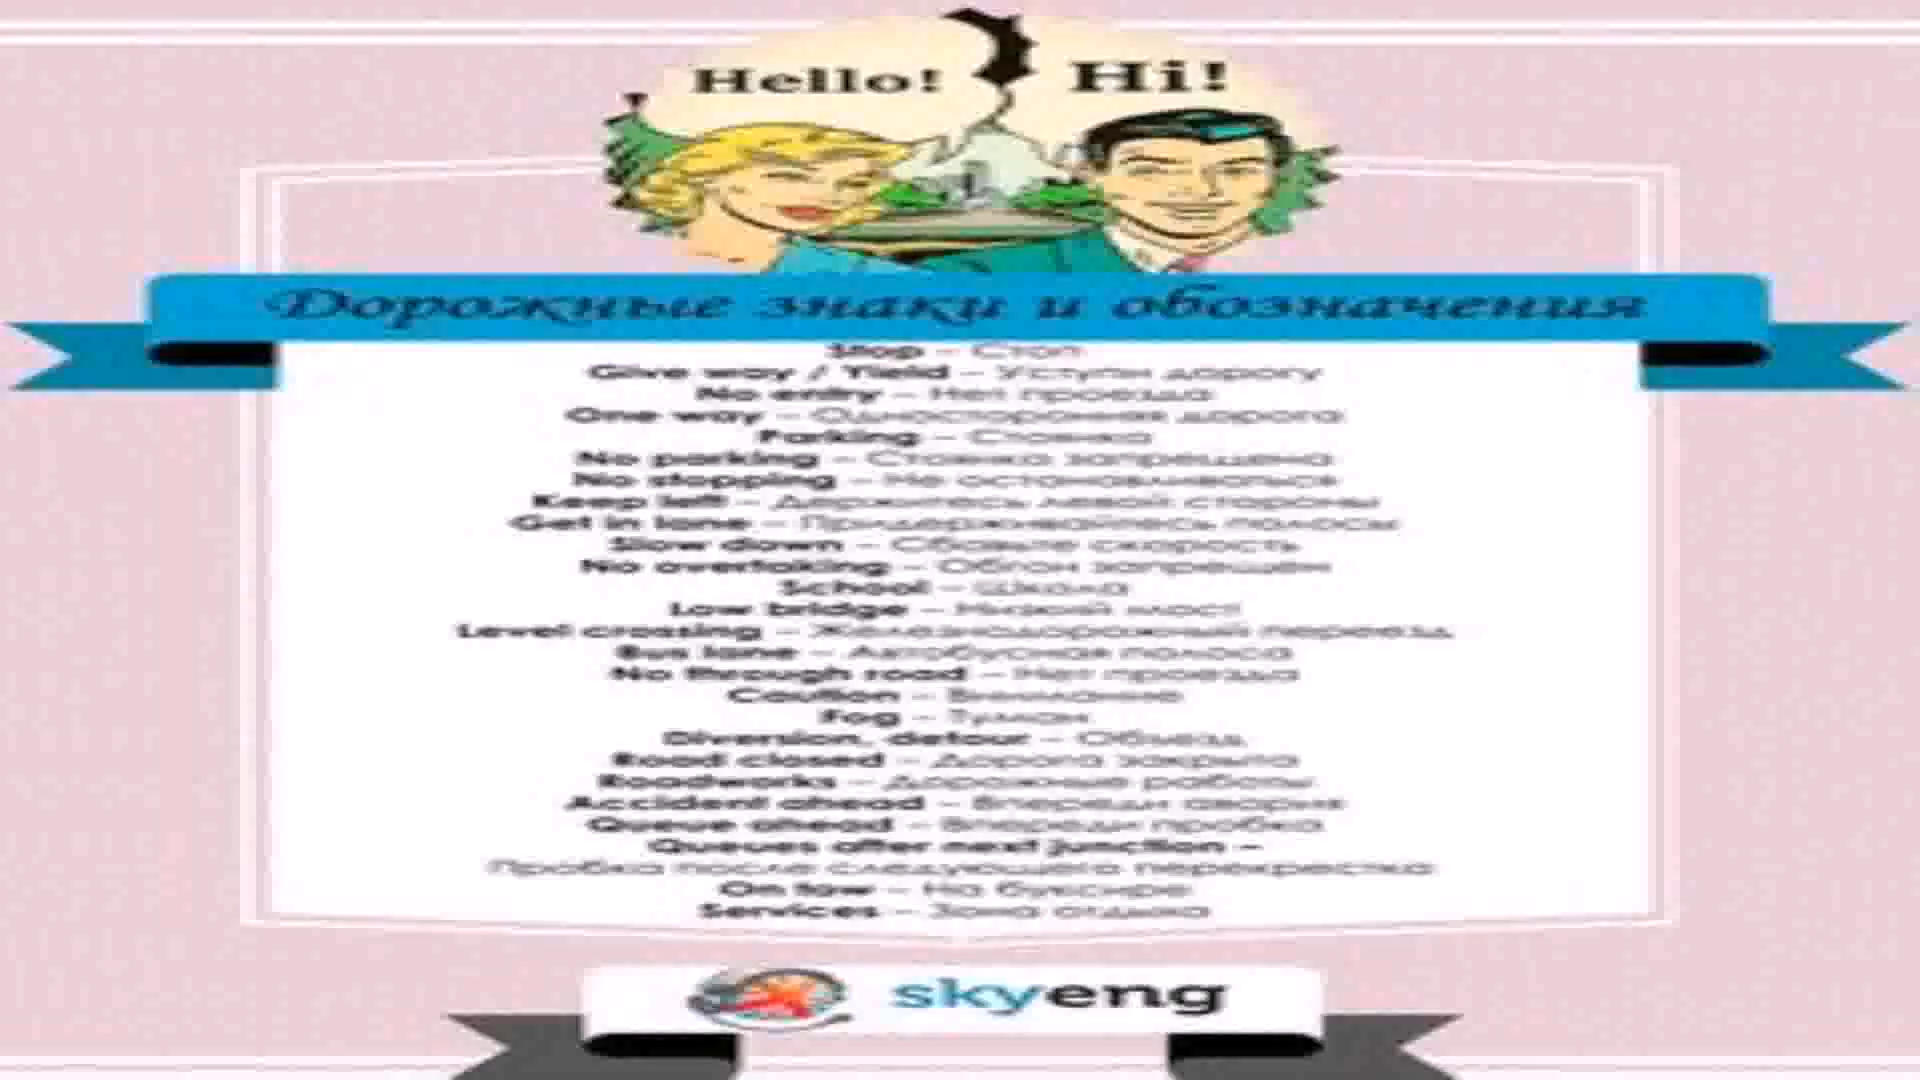 Hello!
Hi!
Дорожные знаки и обозначения
Stop – Стоп
Give way / Yield – Уступи дорогу
No entry – Нет проезда
One way – Односторонняя дорога
Parking – Стоянка
No parking – Стоянка запрещена
No stopping – Не останавливаться
Keep left – Держитесь левой стороны
Get in lane – Придерживайтесь полосы
Slow down – Сбавьте скорость
No overtaking – Обгон запрещен
School – Школа
Low bridge – Низкий мост
Level crossing – Железнодорожный переезд
Bus lane – Автобусная полоса
No through road – Нет проезда
Caution – Внимание
Fog – Туман
Diversion, detour – Объезд
Road closed – Дорога закрыта
Roadworks – Дорожные работы
Accident ahead – Впереди авария
Queue ahead – Впереди пробка
Queues after next junction –
Пробка после следующего перекрестка
On tow – На буксире
Services – Зона отдыха
skyeng